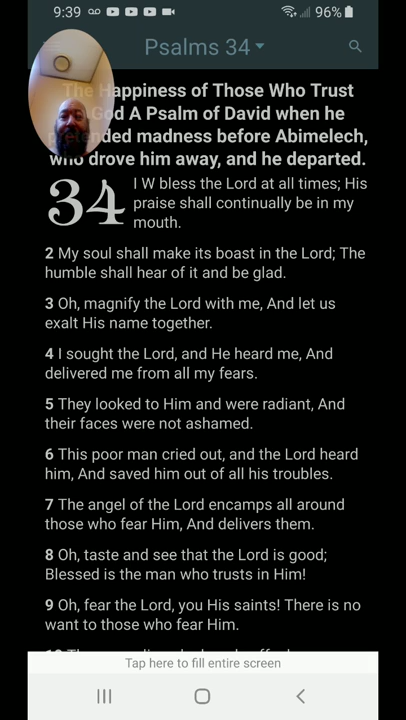 9:39 96%
Psalms 34
The Happiness of Those Who Trust
God A Psalm of David when he
madness before Abimelech,
who drove him away, and he departed.
34 I W bless the Lord at all times; His
praise shall continually be in my
mouth.
2 My soul shall make its boast in the Lord; The
humble shall hear of it and be glad.
3 Oh, magnify the Lord with me, And let us
exalt His name together.
4 I sought the Lord, and He heard me, And
delivered me from all my fears.
5 They looked to Him and were radiant, And
their faces were not ashamed.
6 This poor man cried out, and the Lord heard
him, And saved him out of all his troubles.
7 The angel of the Lord encamps all around
those who fear Him, And delivers them.
8 Oh, taste and see that the Lord is good;
Blessed is the man who trusts in Him!
9 Oh, fear the Lord, you His saints! There is no
want to those who fear Him.
Tap here to fill entire screen